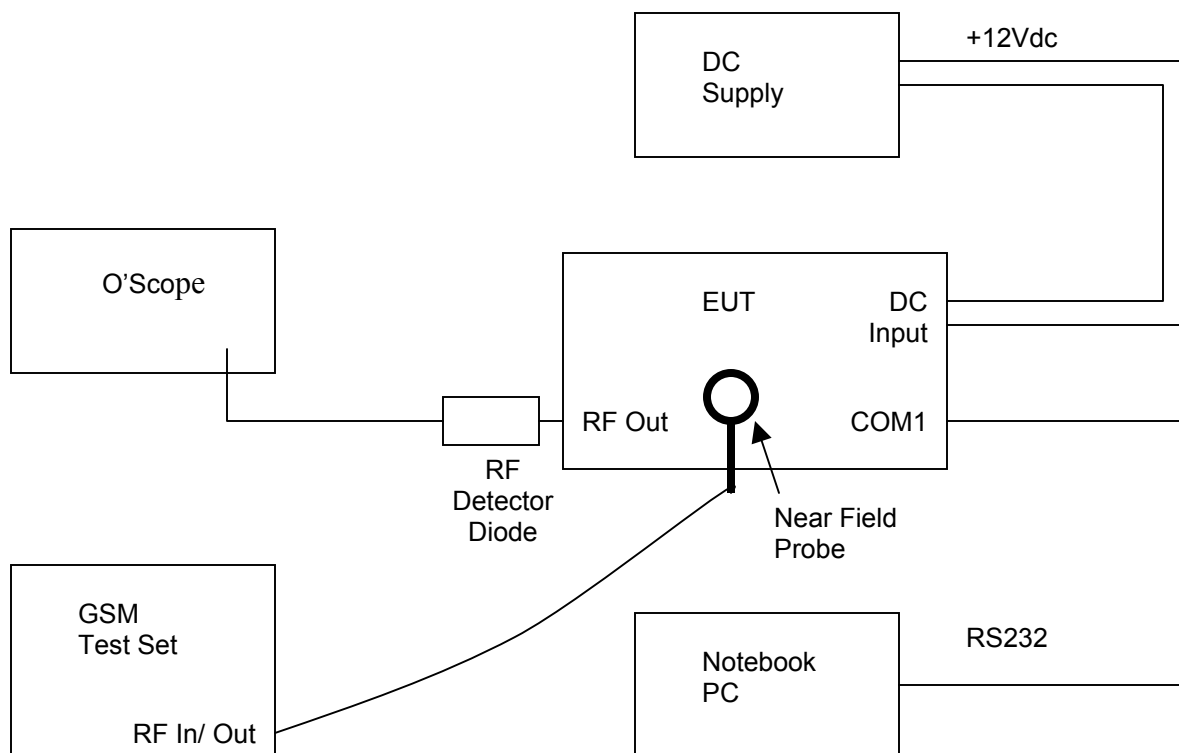 +12Vdc
DC
Supply
O'Scope
EUT
DC
Input
RF Out
COM1
RF
Detector
Diode
Near Field
Probe
GSM
Test Set
RF In/ Out
Notebook
PC
RS232